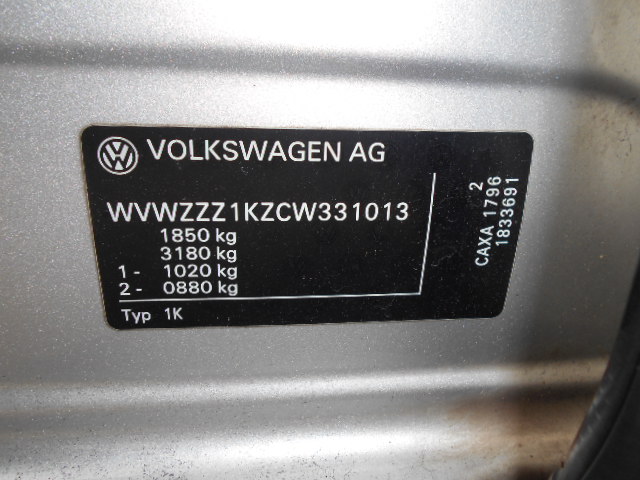 VOLKSWAGEN AG
WVWZZZ1KZCW331013
1850 kg
3180 kg
1 - 1020 kg
2 - 0880 kg
Typ 1K
2
CAXA 1796
1833691